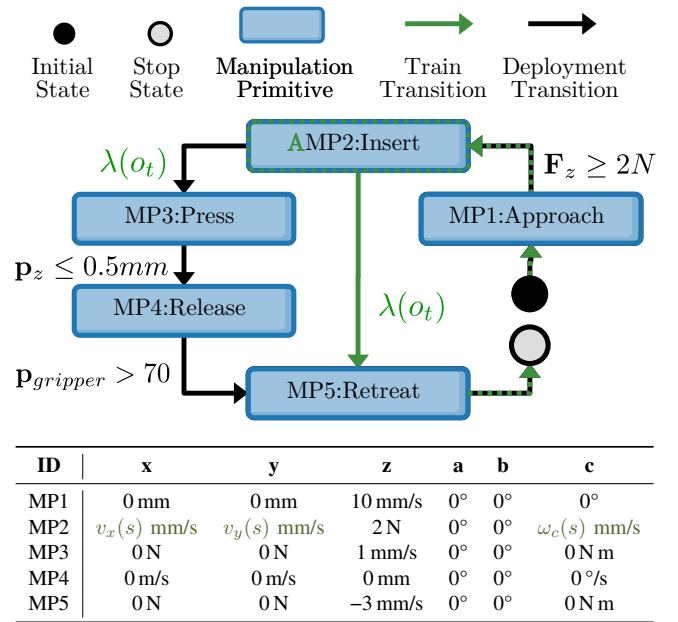 Initial State
Stop State
Manipulation Primitive
Train Transition
Deployment Transition
AMP2:Insert
λ(oₜ)
F_z ≥ 2N
MP3:Press
MP1:Approach
p_z ≤ 0.5mm
MP4:Release
λ(oₜ)
p_gripper > 70
MP5:Retreat
ID x y z a b c
MP1 0 mm 0 mm 10 mm/s 0° 0° 0°
MP2 v_x(s) mm/s v_y(s) mm/s 2 N 0° 0° ω_c(s) mm/s
MP3 0 N 0 N 1 mm/s 0° 0° 0 N m
MP4 0 m/s 0 m/s 0 mm 0° 0° 0 °/s
MP5 0 N 0 N −3 mm/s 0° 0° 0 N m